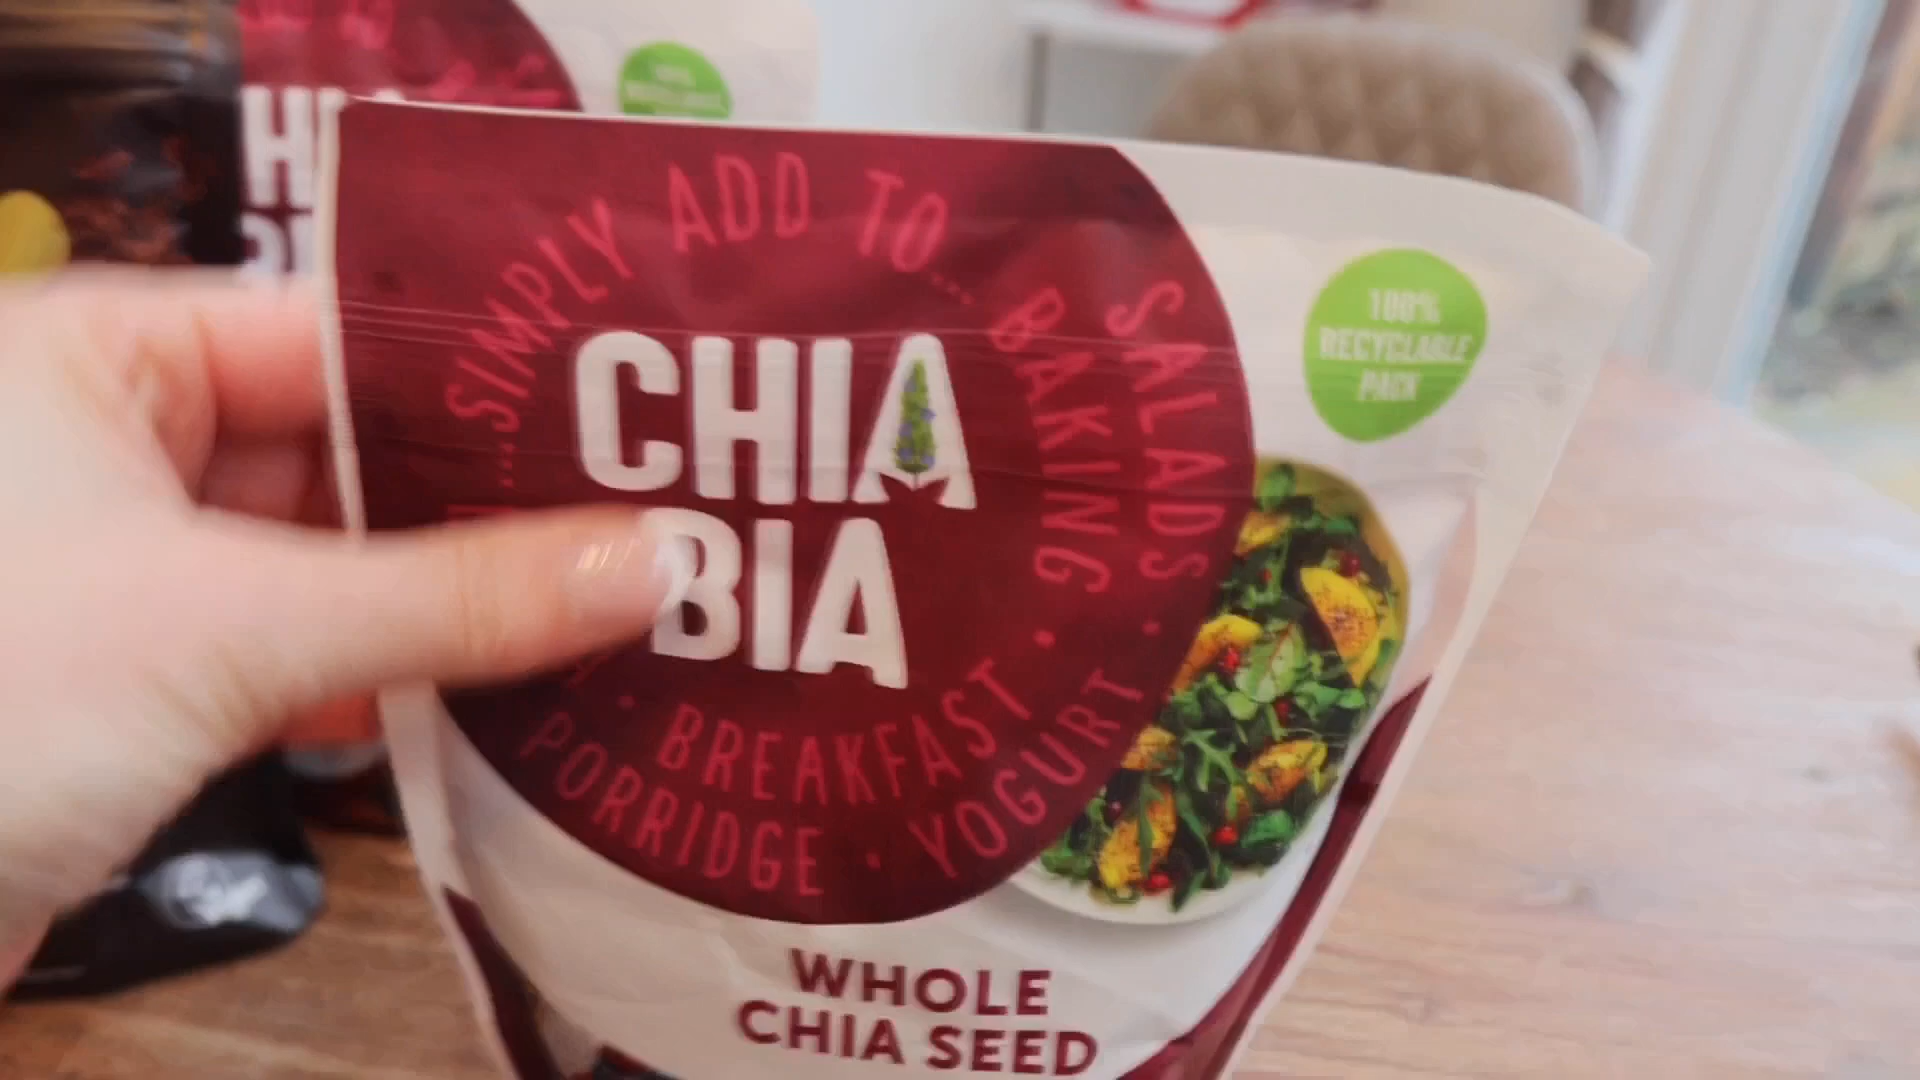 ...SIMPLY ADD TO...
BAKING
SALADS
BREAKFAST
PORRIDGE
YOGURT
CHIA
BIA
100%
RECYCLABLE
PACK
WHOLE
CHIA SEED